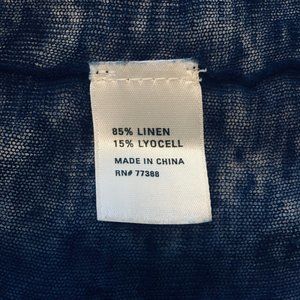 85% LINEN
15% LYOCELL
MADE IN CHINA
RN# 77388